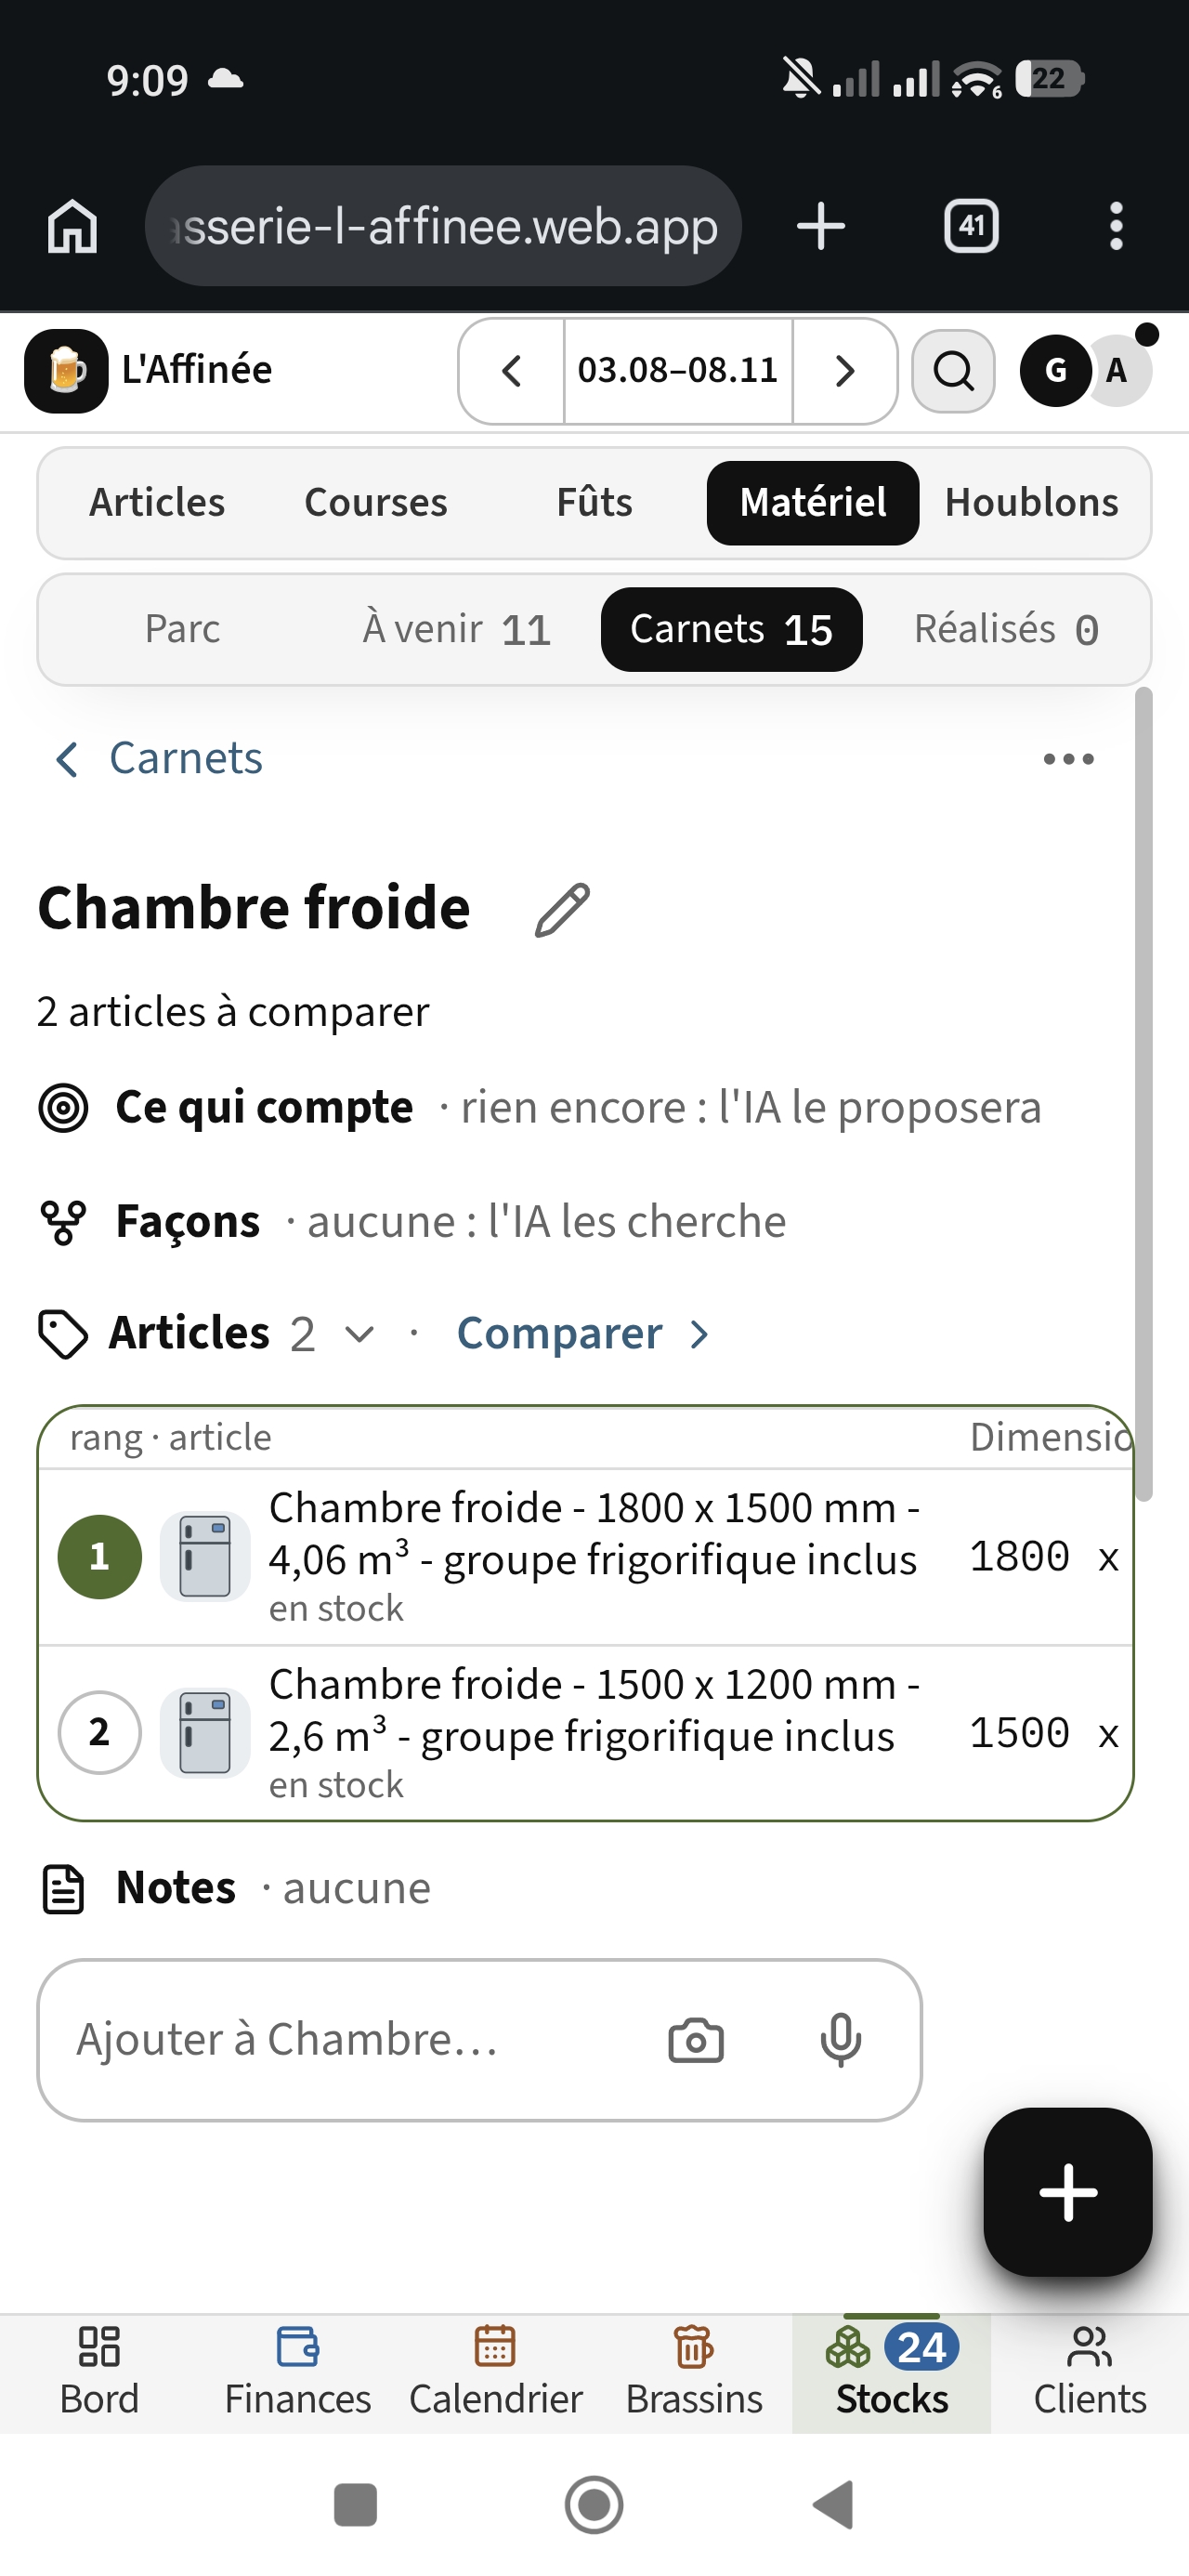 9:09
6
22
asserie-l-affinee.web.app
41
L'Affinée
03.08–08.11
G
A
Articles Courses Fûts Matériel Houblons
Parc À venir 11 Carnets 15 Réalisés 0
Carnets
Chambre froide
2 articles à comparer
Ce qui compte · rien encore : l'IA le proposera
Façons · aucune : l'IA les cherche
Articles 2 · Comparer
rang · article Dimensio
1
Chambre froide - 1800 x 1500 mm -
4,06 m³ - groupe frigorifique inclus
en stock
1800 x
2
Chambre froide - 1500 x 1200 mm -
2,6 m³ - groupe frigorifique inclus
en stock
1500 x
Notes · aucune
Ajouter à Chambre...
24
Bord Finances Calendrier Brassins Stocks Clients